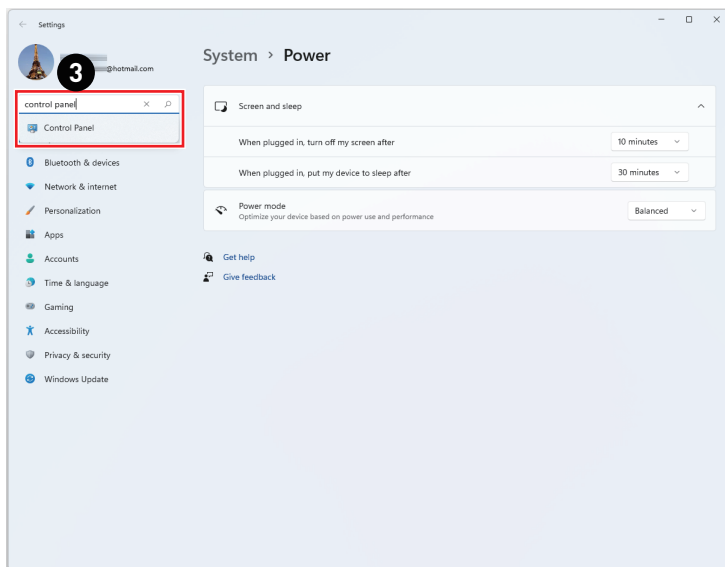 Settings
3
@hotmail.com
control panel
Control Panel
Bluetooth & devices
Network & internet
Personalization
Apps
Accounts
Time & language
Gaming
Accessibility
Privacy & security
Windows Update
System > Power
Screen and sleep
When plugged in, turn off my screen after
10 minutes
When plugged in, put my device to sleep after
30 minutes
Power mode
Optimize your device based on power use and performance
Balanced
Get help
Give feedback